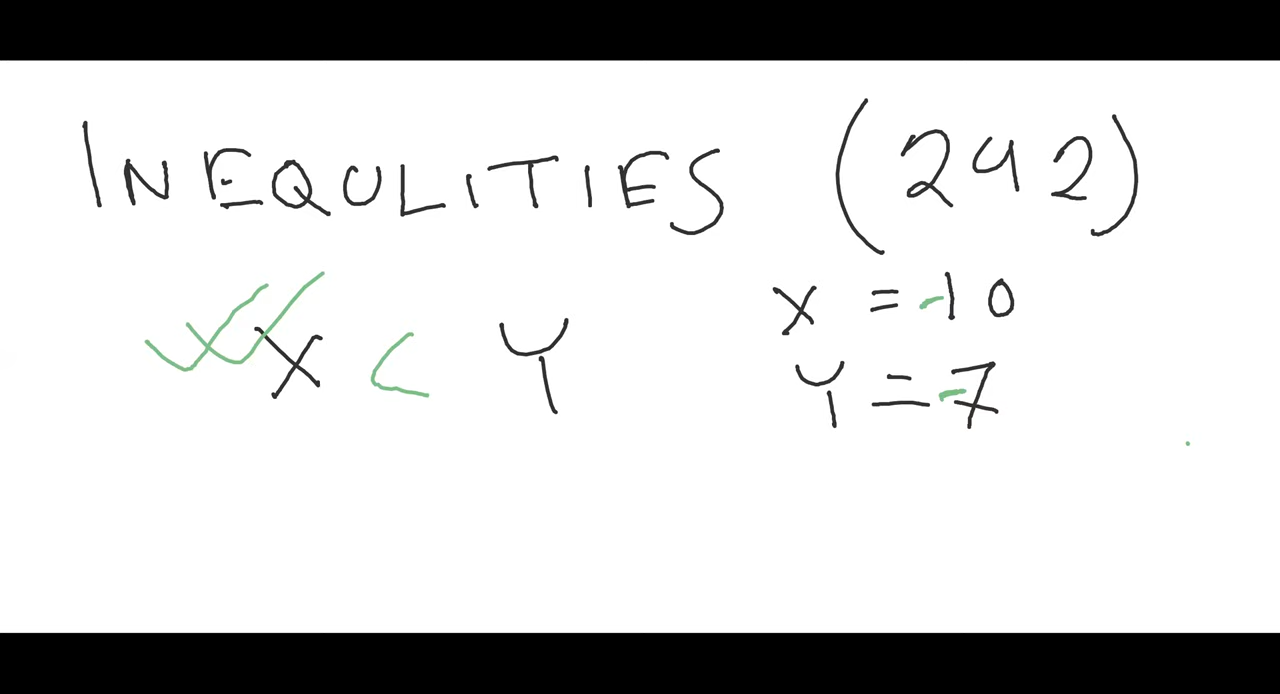 INEQULITIES (242)
X < Y
X = -10
Y = -7